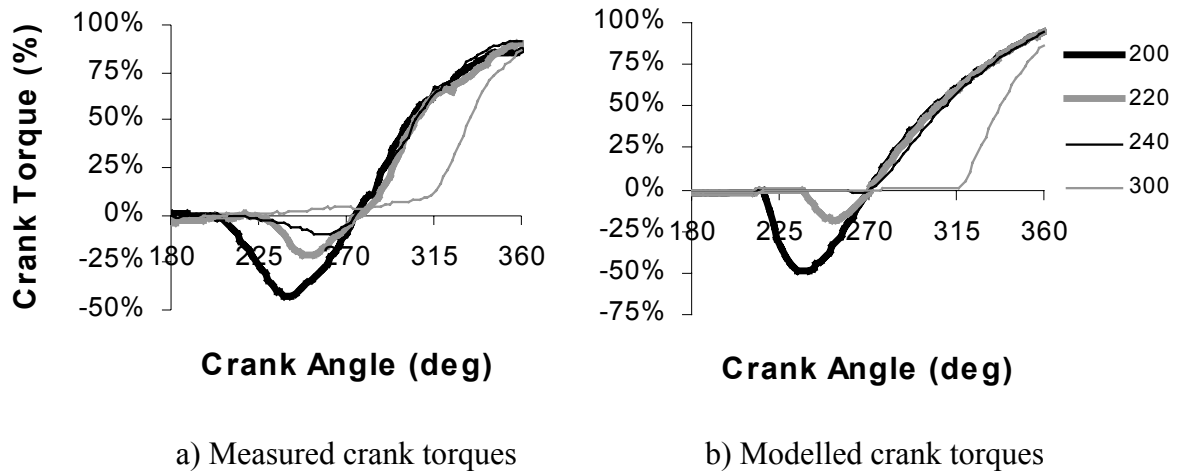 Crank Torque (%)
100%
75%
50%
25%
0%
-25%
-50%
180 225 270 315 360
Crank Angle (deg)
a) Measured crank torques
100%
75%
50%
25%
0%
-25%
-50%
-75%
180 225 270 315 360
Crank Angle (deg)
b) Modelled crank torques
200
220
240
300